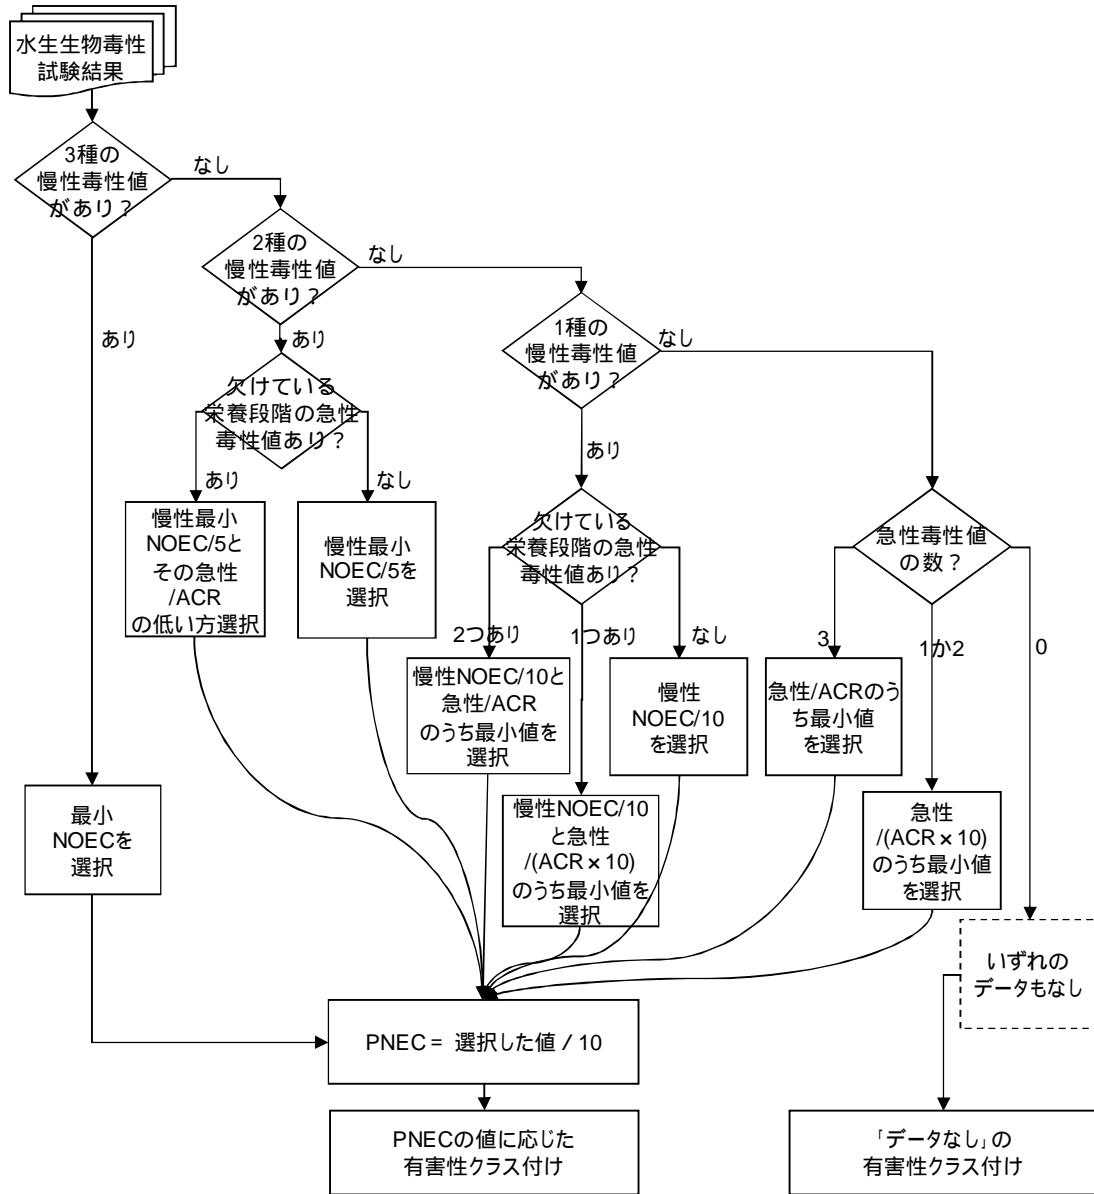 水生生物毒性
試験結果
3種の
慢性毒性値
があり？
なし
2種の
慢性毒性値
があり？
なし
あり
あり
1種の
慢性毒性値
があり？
なし
欠けている
栄養段階の急性
毒性値あり？
あり
あり
なし
慢性最小
NOEC/5と
その急性
/ACR
の低い方選択
慢性最小
NOEC/5を
選択
欠けている
栄養段階の急性
毒性値あり？
急性毒性値
の数？
2つあり
1つあり
なし
3
1か2
0
慢性NOEC/10と
急性/ACR
のうち最小値を
選択
慢性
NOEC/10
を選択
急性/ACRのう
ち最小値
を選択
最小
NOECを
選択
慢性NOEC/10
と急性
/(ACR×10)
のうち最小値を
選択
急性
/(ACR×10)
のうち最小値
を選択
いずれの
データもなし
PNEC = 選択した値 / 10
PNECの値に応じた
有害性クラス付け
「データなし」の
有害性クラス付け